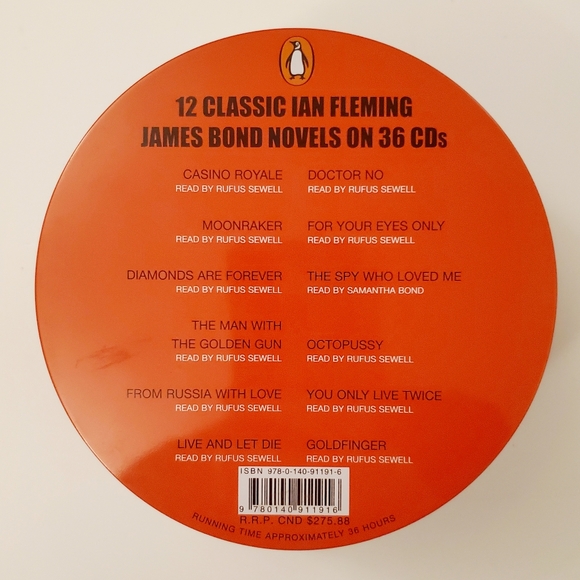 12 CLASSIC IAN FLEMING
JAMES BOND NOVELS ON 36 CDs
CASINO ROYALE
READ BY RUFUS SEWELL
MOONRAKER
READ BY RUFUS SEWELL
DIAMONDS ARE FOREVER
READ BY RUFUS SEWELL
THE MAN WITH
THE GOLDEN GUN
READ BY RUFUS SEWELL
FROM RUSSIA WITH LOVE
READ BY RUFUS SEWELL
LIVE AND LET DIE
READ BY RUFUS SEWELL
DOCTOR NO
READ BY RUFUS SEWELL
FOR YOUR EYES ONLY
READ BY RUFUS SEWELL
THE SPY WHO LOVED ME
READ BY SAMANTHA BOND
OCTOPUSSY
READ BY RUFUS SEWELL
YOU ONLY LIVE TWICE
READ BY RUFUS SEWELL
GOLDFINGER
READ BY RUFUS SEWELL
ISBN 978-0-140-91191-6
9 780140 911916
R.R.P. CND $275.88
RUNNING TIME APPROXIMATELY 36 HOURS